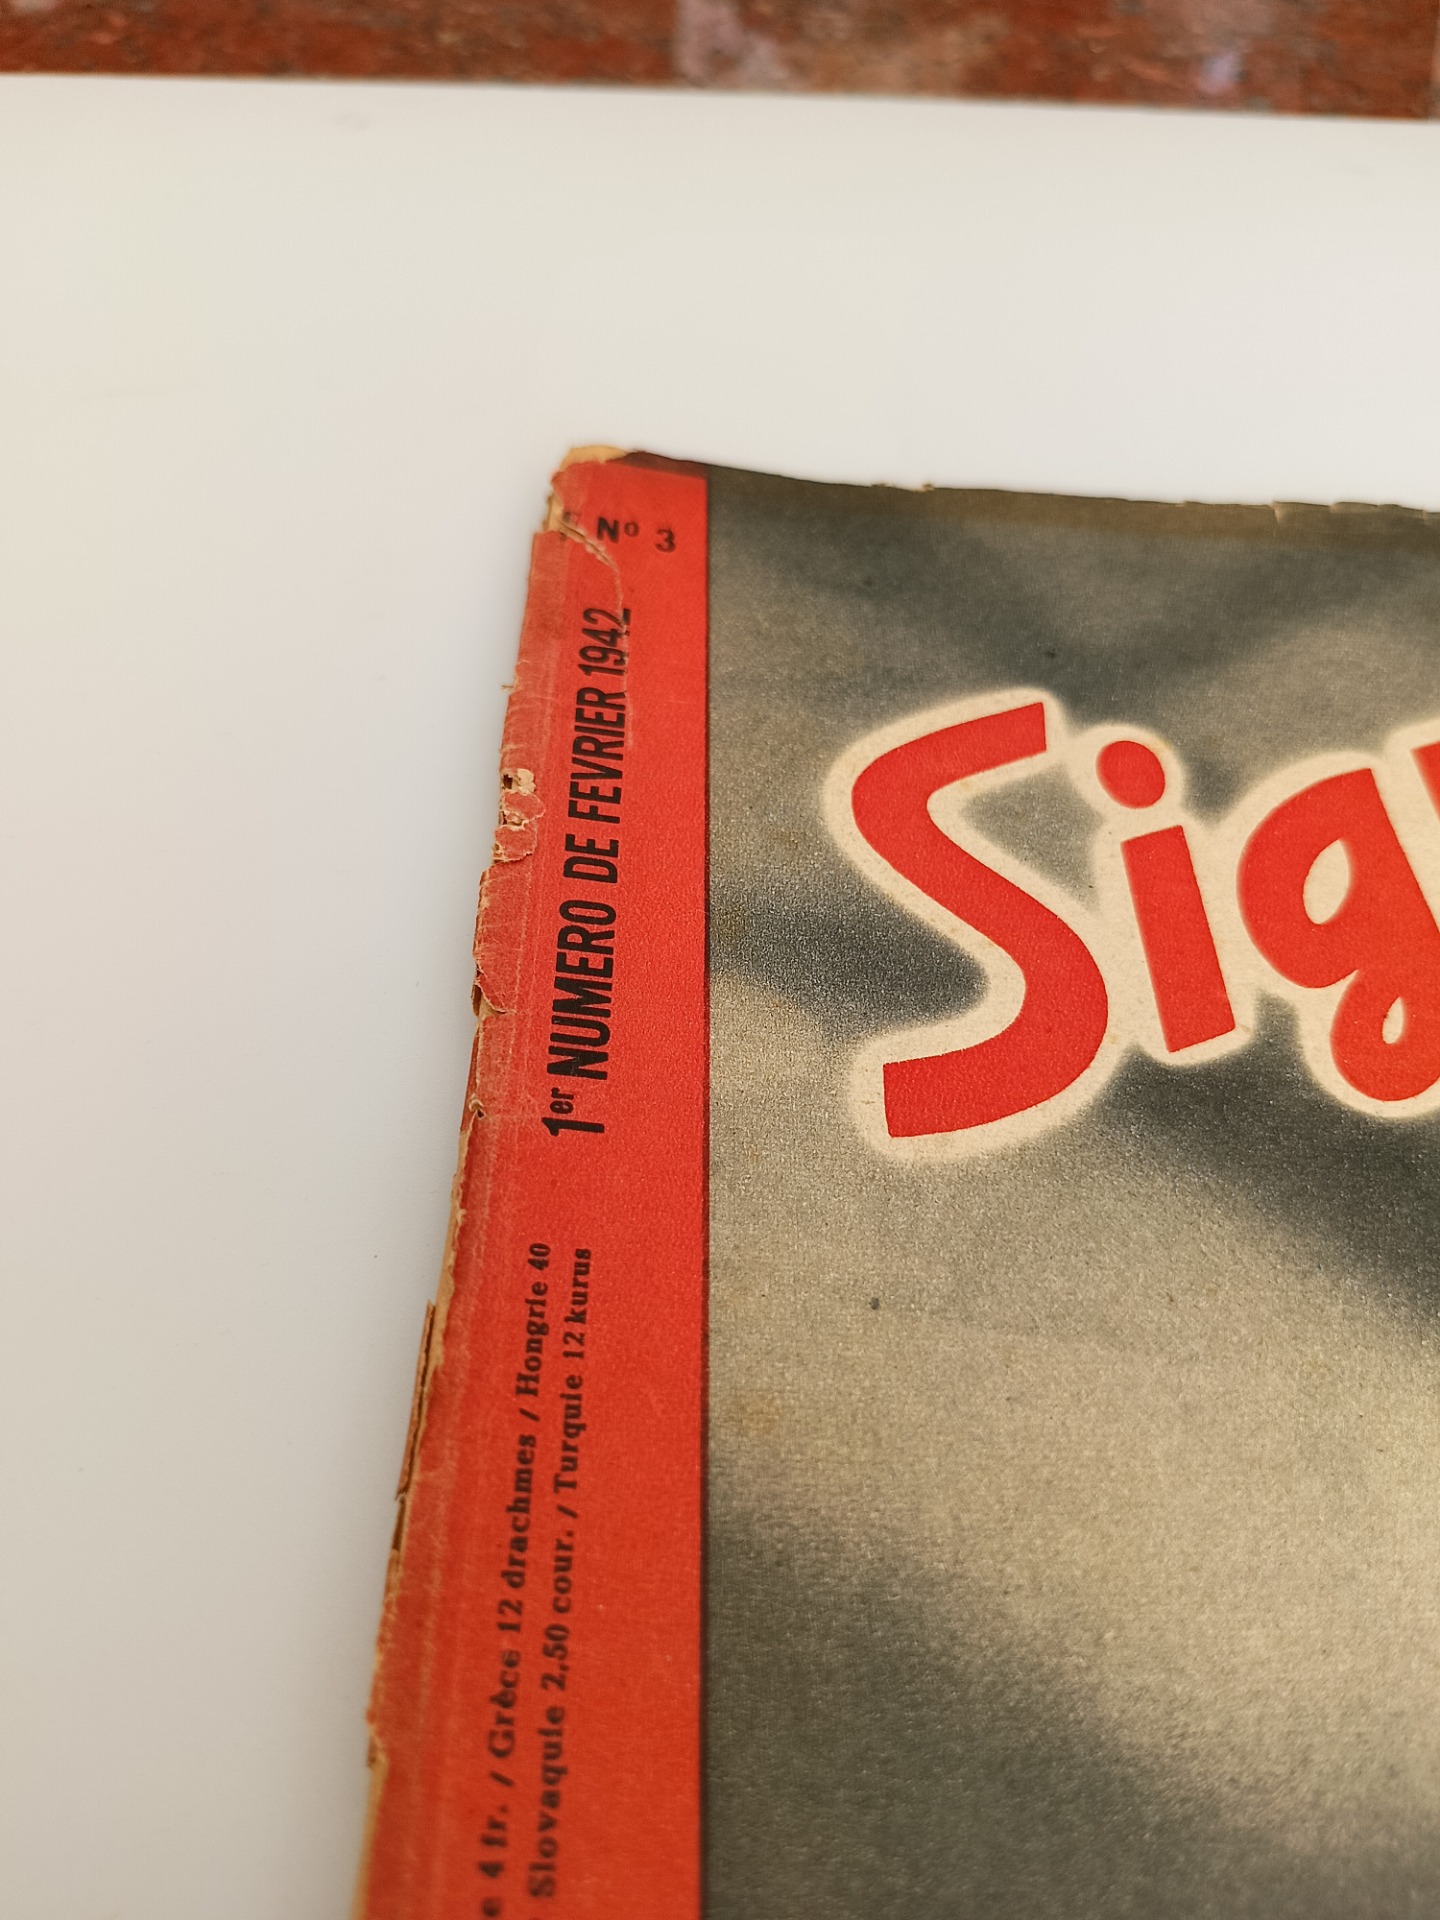 F Nº 3
1er NUMERO DE FEVRIER 1942
Sig
4 fr. / Grèce 12 drachmes / Hongrie 40
Slovaquie 2,50 cour. / Turquie 12 kurus